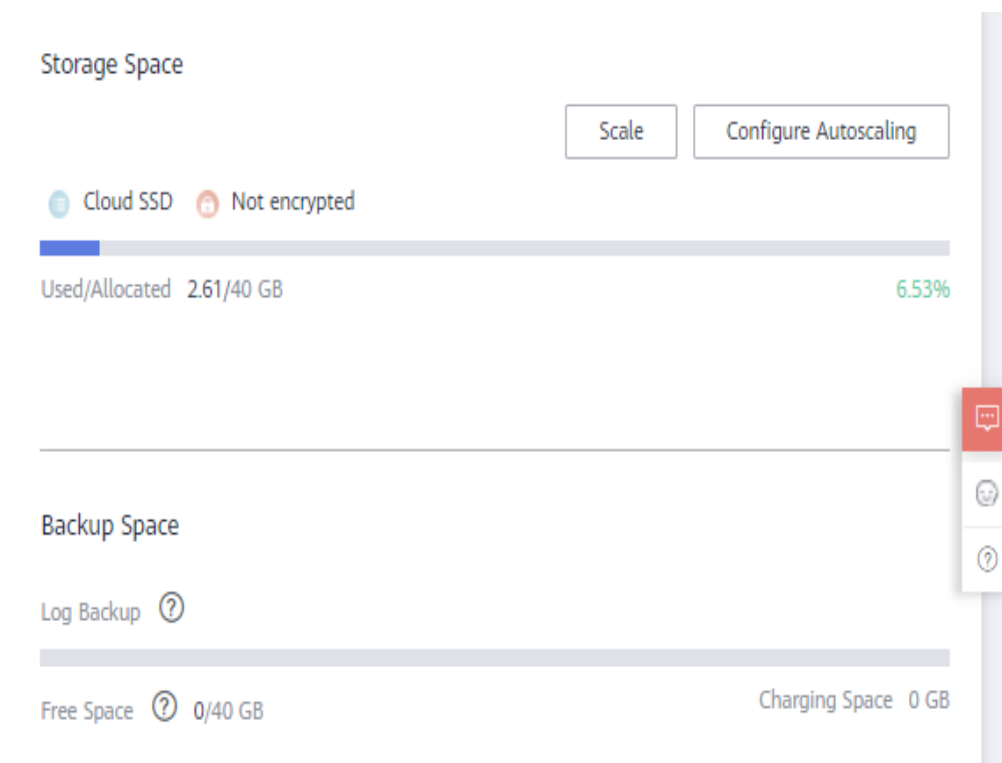 Storage Space
Scale
Configure Autoscaling
Cloud SSD
Not encrypted
Used/Allocated 2.61/40 GB
6.53%
Backup Space
Log Backup ?
Free Space ? 0/40 GB
Charging Space 0 GB